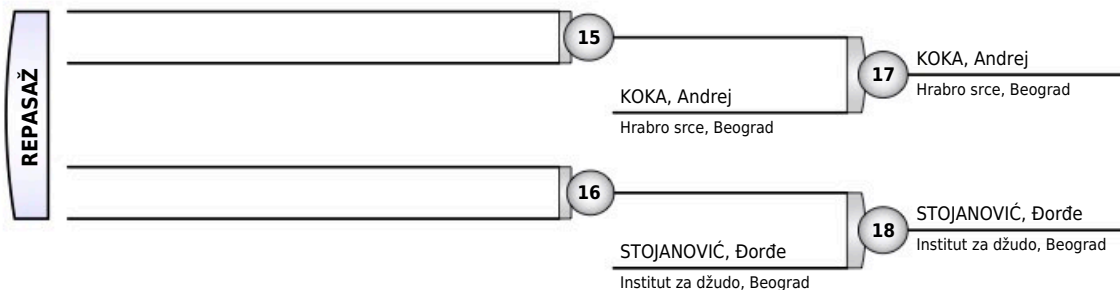 REPASAŽ
15
KOKA, Andrej
Hrabro srce, Beograd
17
KOKA, Andrej
Hrabro srce, Beograd
16
STOJANOVIĆ, Đorđe
Institut za džudo, Beograd
18
STOJANOVIĆ, Đorđe
Institut za džudo, Beograd